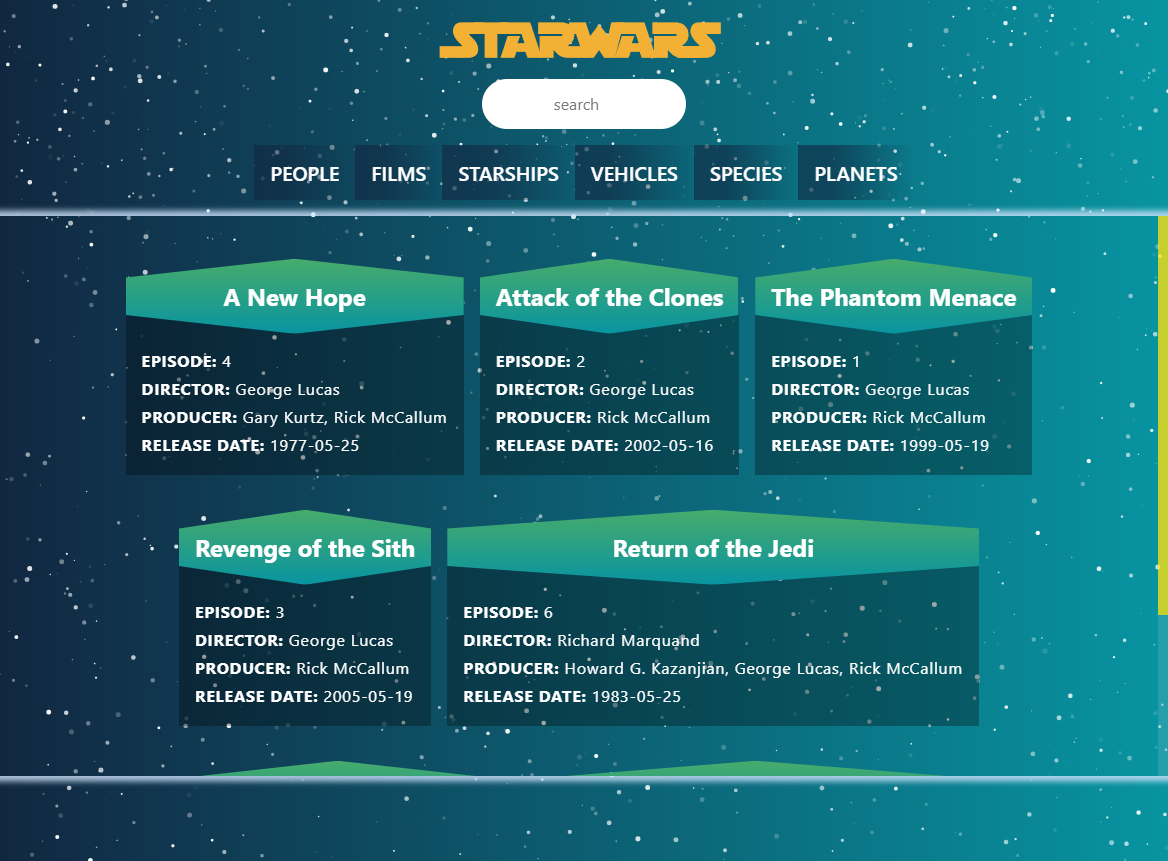 STARWARS
search
PEOPLE FILMS STARSHIPS VEHICLES SPECIES PLANETS
A New Hope
EPISODE: 4
DIRECTOR: George Lucas
PRODUCER: Gary Kurtz, Rick McCallum
RELEASE DATE: 1977-05-25
Attack of the Clones
EPISODE: 2
DIRECTOR: George Lucas
PRODUCER: Rick McCallum
RELEASE DATE: 2002-05-16
The Phantom Menace
EPISODE: 1
DIRECTOR: George Lucas
PRODUCER: Rick McCallum
RELEASE DATE: 1999-05-19
Revenge of the Sith
EPISODE: 3
DIRECTOR: George Lucas
PRODUCER: Rick McCallum
RELEASE DATE: 2005-05-19
Return of the Jedi
EPISODE: 6
DIRECTOR: Richard Marquand
PRODUCER: Howard G. Kazanjian, George Lucas, Rick McCallum
RELEASE DATE: 1983-05-25